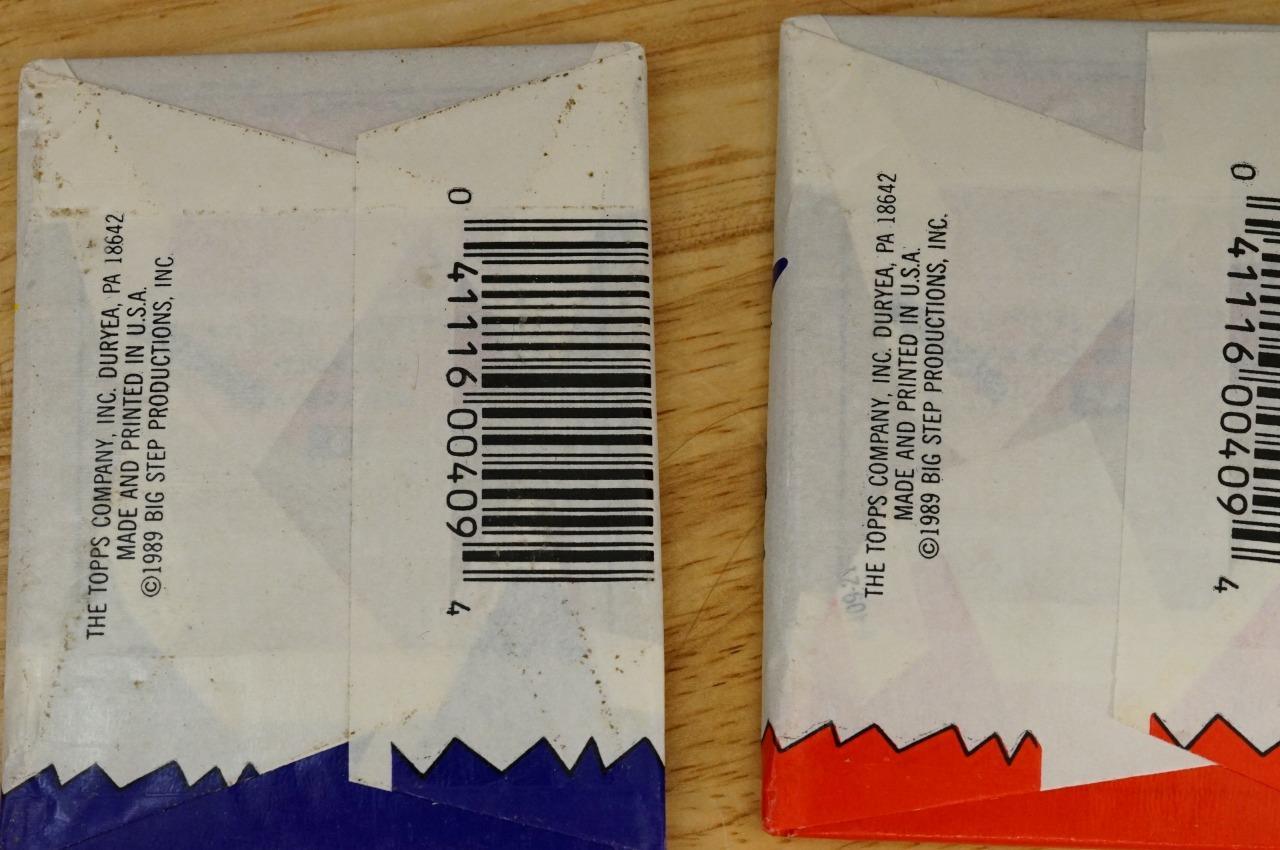 THE TOPPS COMPANY, INC. DURYEA, PA 18642
MADE AND PRINTED IN U.S.A.
©1989 BIG STEP PRODUCTIONS, INC.
0 41116 00409 4
THE TOPPS COMPANY, INC. DURYEA, PA 18642
MADE AND PRINTED IN U.S.A.
©1989 BIG STEP PRODUCTIONS, INC.
0 41116 00409 4